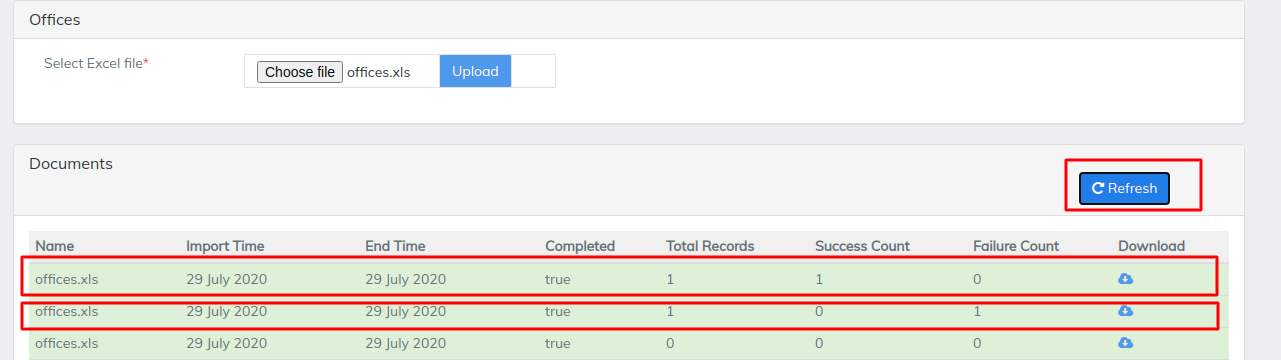 Offices
Select Excel file* Choose file offices.xls Upload
Documents
Refresh
Name Import Time End Time Completed Total Records Success Count Failure Count Download
offices.xls 29 July 2020 29 July 2020 true 1 1 0
offices.xls 29 July 2020 29 July 2020 true 1 0 1
offices.xls 29 July 2020 29 July 2020 true 0 0 0